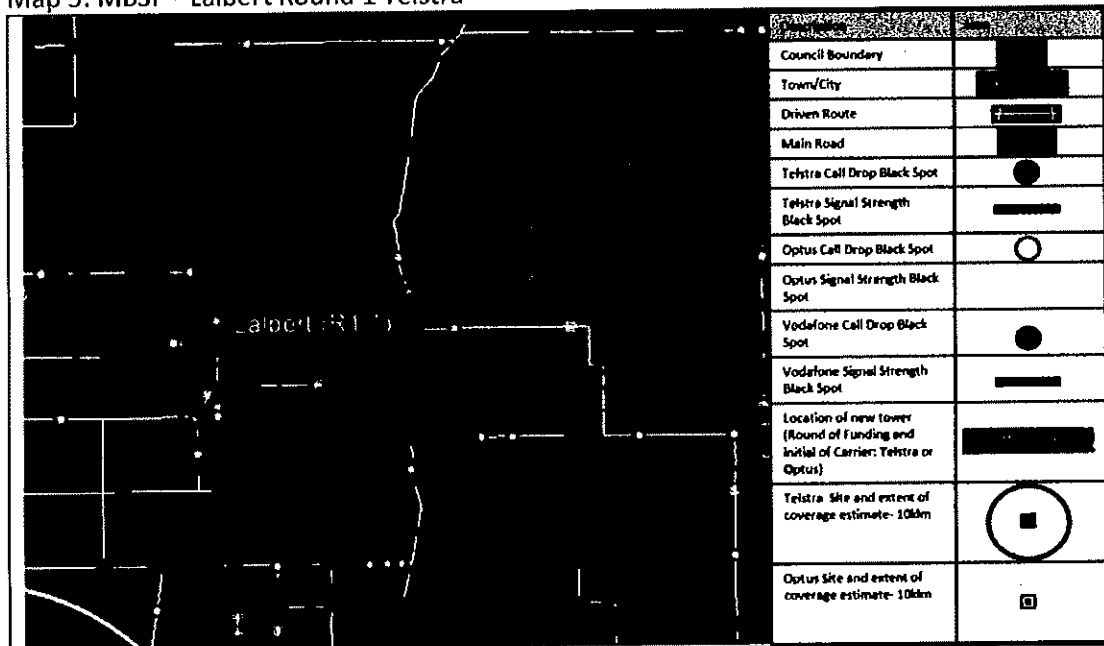 Map 5: MBSP - Lalbert Round 1 Telstra
Description
Council Boundary
Town/City
Driven Route
Main Road
Telstra Call Drop Black Spot
Telstra Signal Strength
Black Spot
Optus Call Drop Black Spot
Optus Signal Strength Black
Spot
Vodafone Call Drop Black
Spot
Vodafone Signal Strength
Black Spot
Location of new tower
(Round of Funding and
initial of Carrier: Telstra or
Optus)
Telstra Site and extent of
coverage estimate- 10km
Optus Site and extent of
coverage estimate- 10km
Lalbert (R1 T)